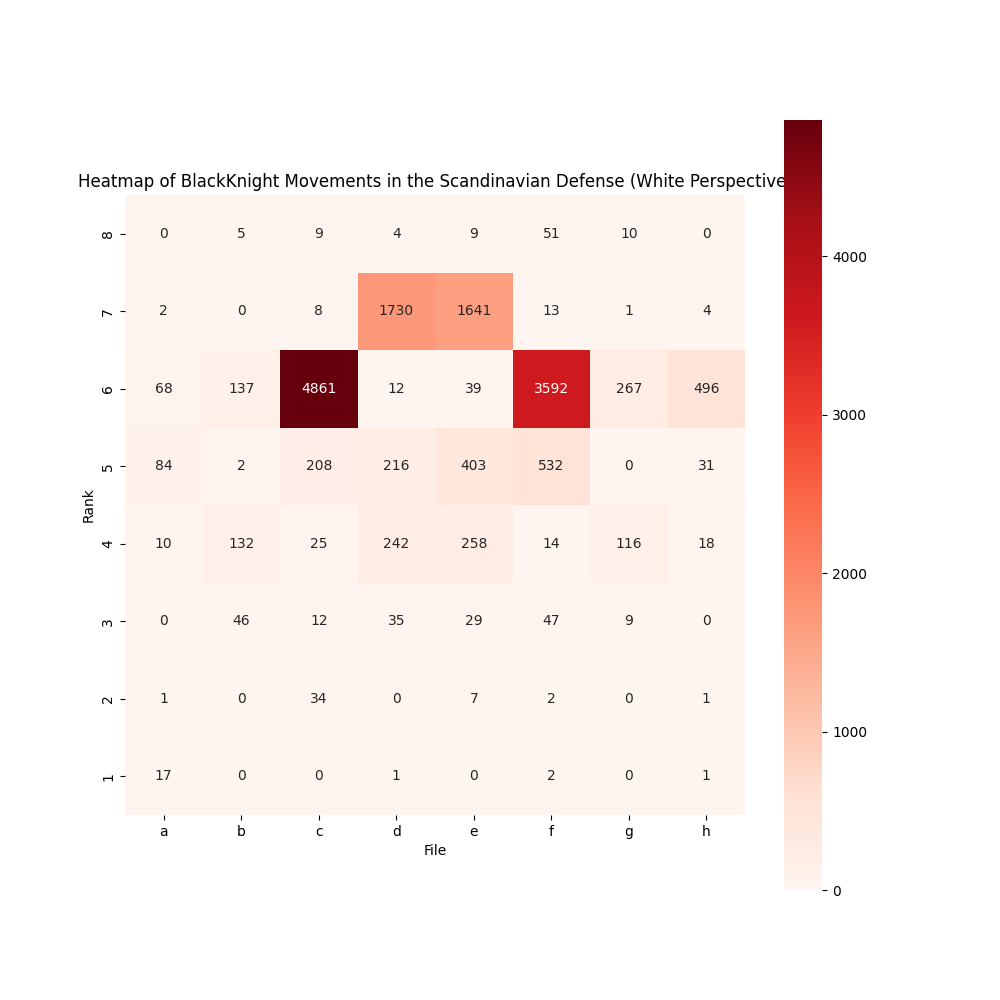 Heatmap of BlackKnight Movements in the Scandinavian Defense (White Perspective
8 0 5 9 4 9 51 10 0
7 2 0 8 1730 1641 13 1 4
6 68 137 4861 12 39 3592 267 496
5 84 2 208 216 403 532 0 31
4 10 132 25 242 258 14 116 18
3 0 46 12 35 29 47 9 0
2 1 0 34 0 7 2 0 1
1 17 0 0 1 0 2 0 1
a b c d e f g h
File
Rank
4000
3000
2000
1000
0